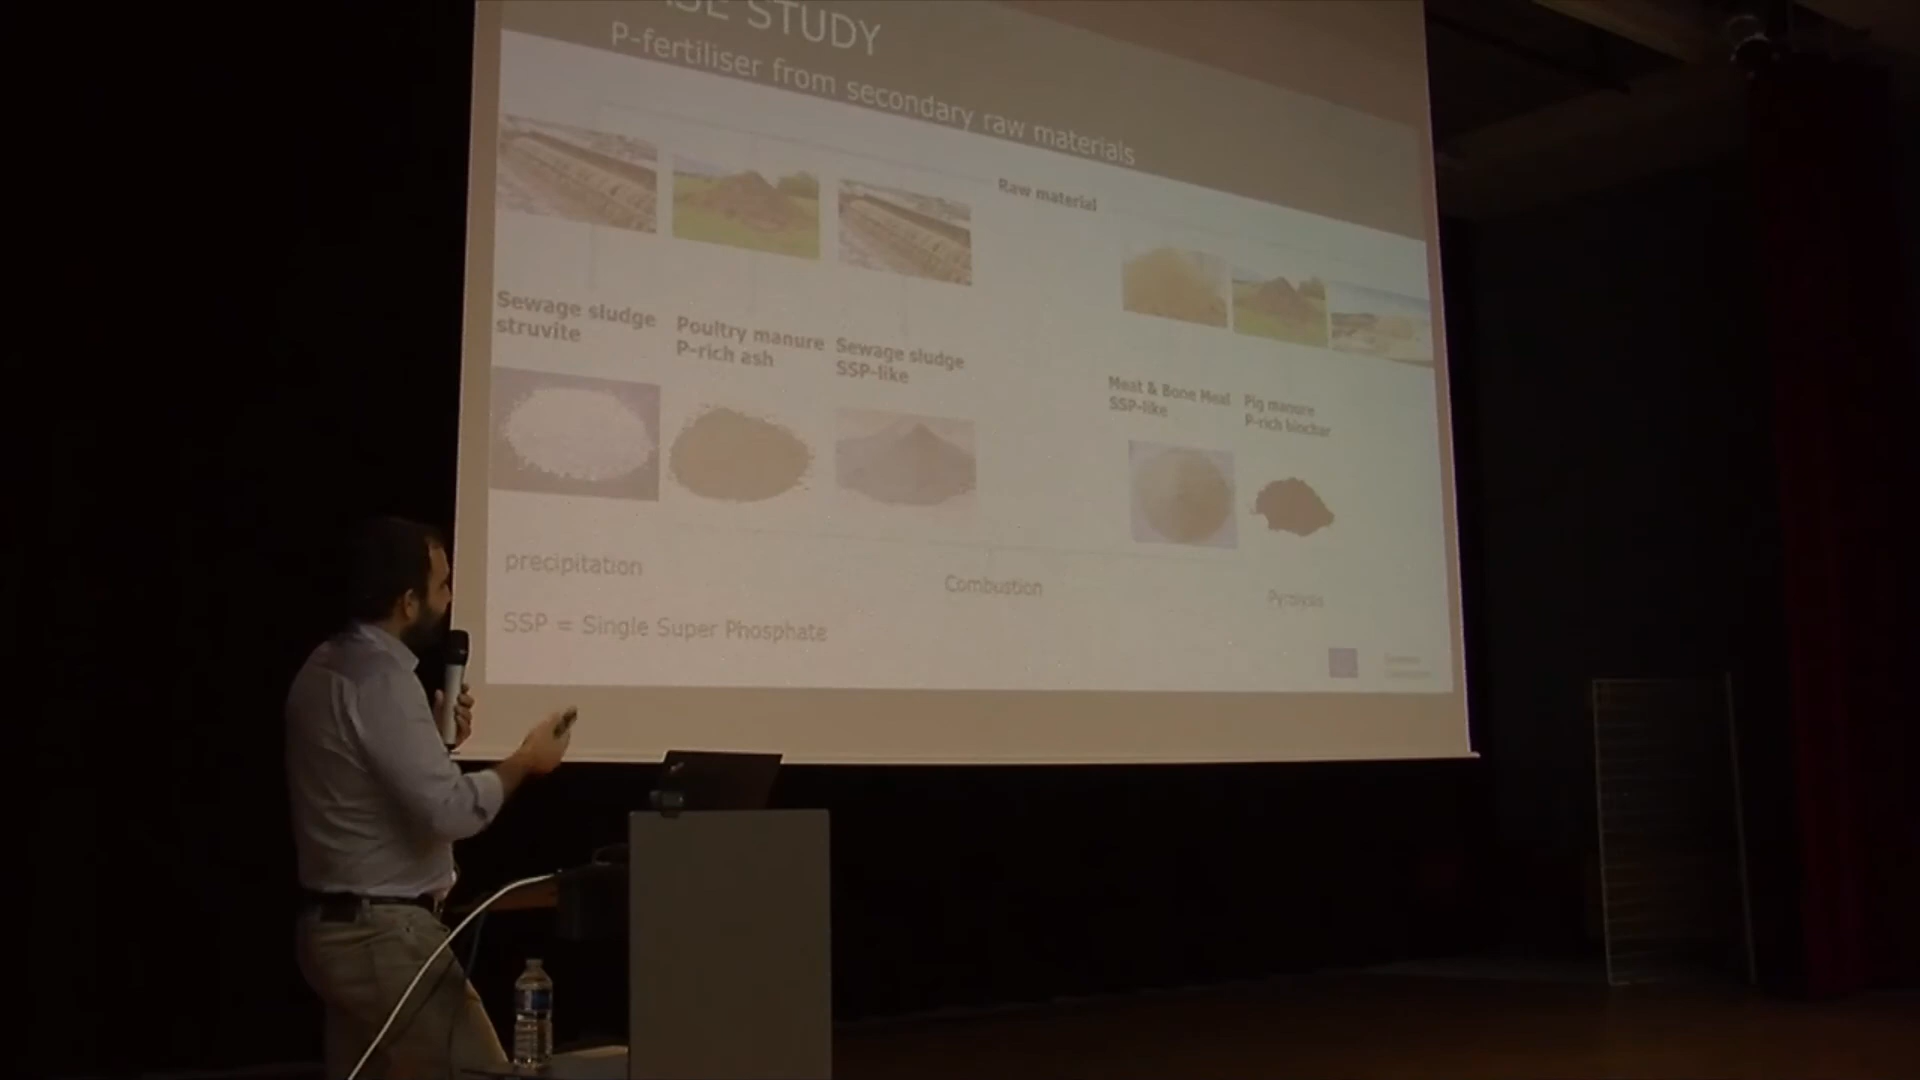 STUDY
P-fertiliser from secondary raw materials
Raw material
Sewage sludge
struvite
Poultry manure
P-rich ash
Sewage sludge
SSP-like
Meat & Bone Meal
SSP-like
Pig manure
P-rich biochar
precipitation
Combustion
Pyrolysis
SSP = Single Super Phosphate